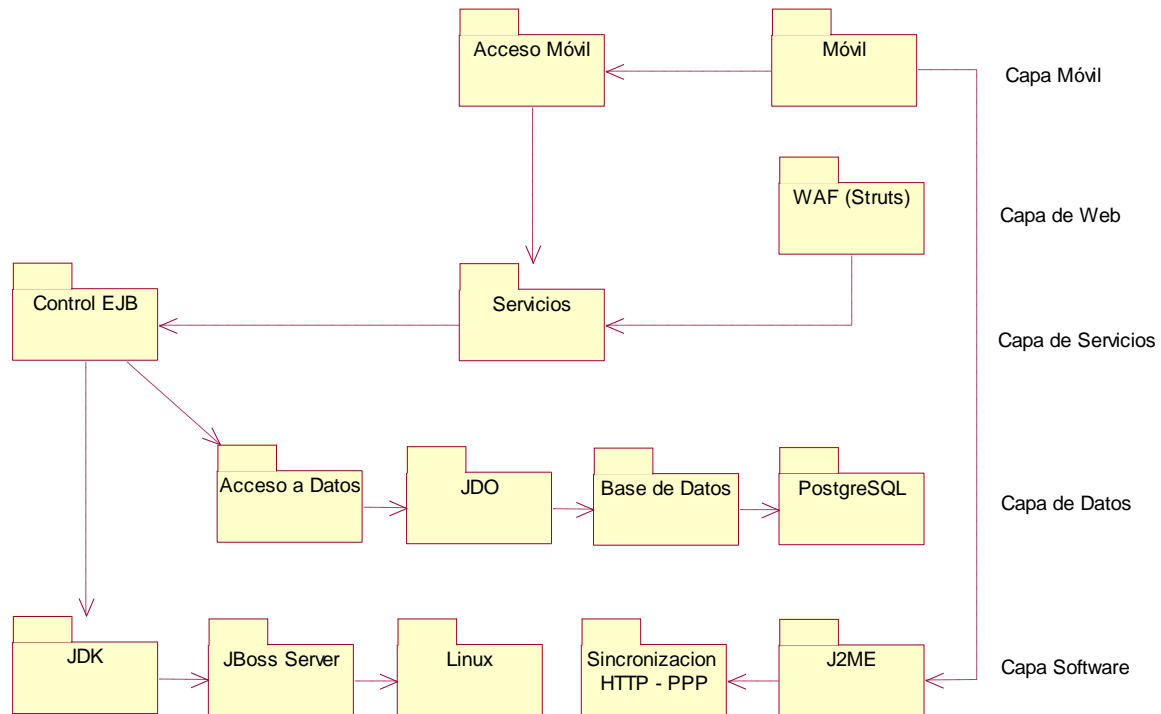 Acceso Móvil
Móvil
Capa Móvil
WAF (Struts)
Capa de Web
Control EJB
Servicios
Capa de Servicios
Acceso a Datos
JDO
Base de Datos
PostgreSQL
Capa de Datos
JDK
JBoss Server
Linux
Sincronizacion
HTTP - PPP
J2ME
Capa Software